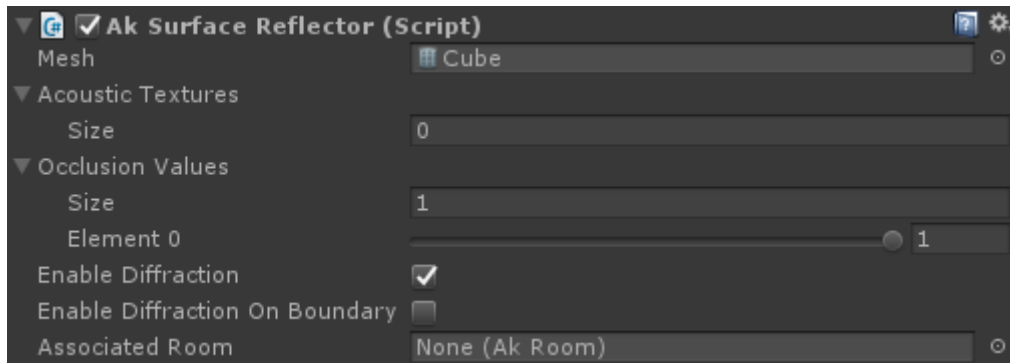 Ak Surface Reflector (Script)
Mesh Cube
Acoustic Textures
Size 0
Occlusion Values
Size 1
Element 0 1
Enable Diffraction
Enable Diffraction On Boundary
Associated Room None (Ak Room)